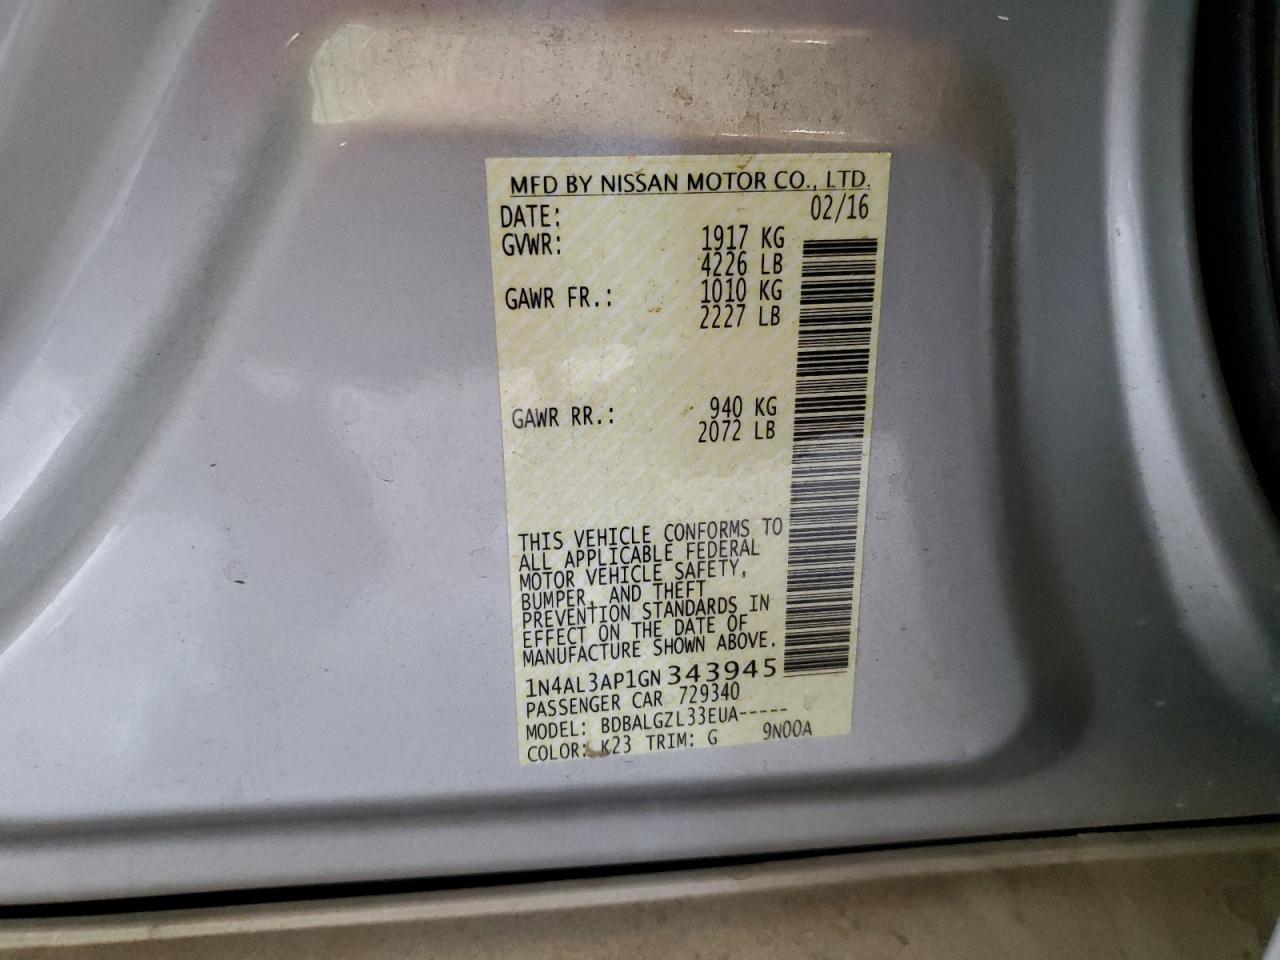 MFD BY NISSAN MOTOR CO., LTD.
DATE: 02/16
GVWR: 1917 KG
4226 LB
GAWR FR.: 1010 KG
2227 LB
GAWR RR.: 940 KG
2072 LB
THIS VEHICLE CONFORMS TO
ALL APPLICABLE FEDERAL
MOTOR VEHICLE SAFETY,
BUMPER, AND THEFT
PREVENTION STANDARDS IN
EFFECT ON THE DATE OF
MANUFACTURE SHOWN ABOVE.
1N4AL3AP1GN343945
PASSENGER CAR 729340
MODEL: BDBALGZL33EUA-----
COLOR: K23 TRIM: G 9N00A